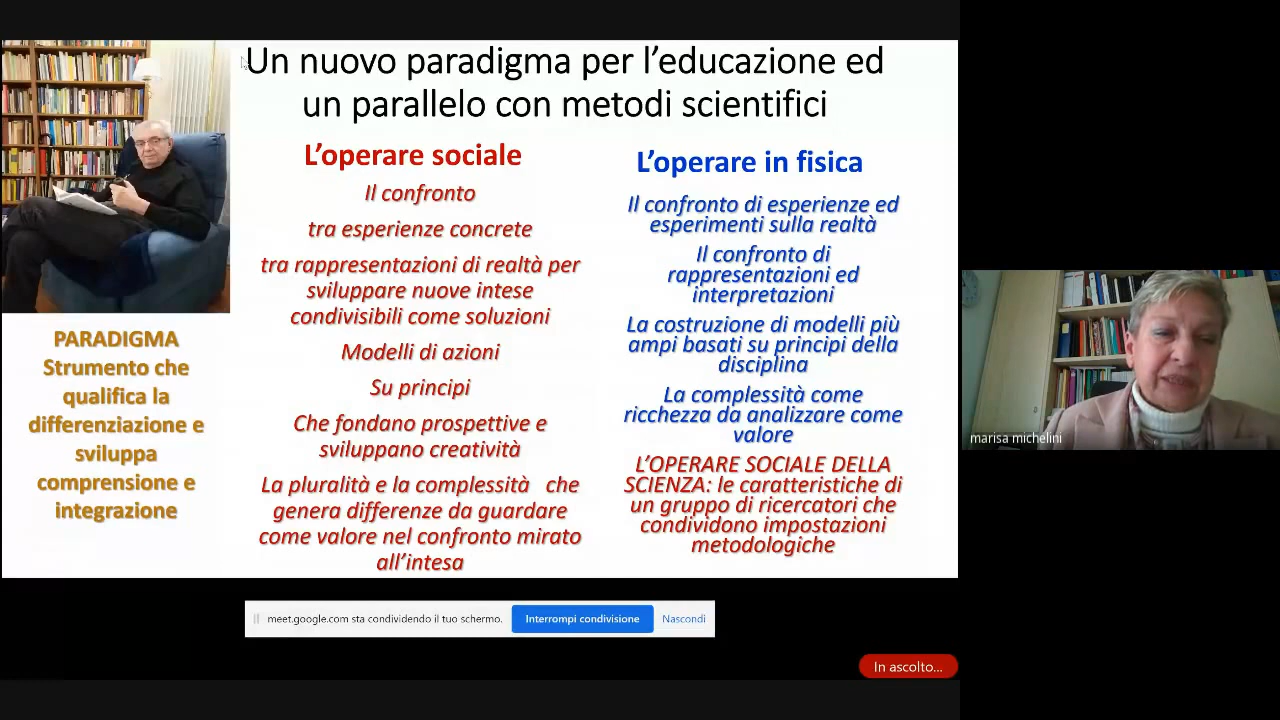 Un nuovo paradigma per l'educazione ed
un parallelo con metodi scientifici
L'operare sociale
Il confronto
tra esperienze concrete
tra rappresentazioni di realtà per
sviluppare nuove intese
condivisibili come soluzioni
Modelli di azioni
Su principi
Che fondano prospettive e
sviluppano creatività
La pluralità e la complessità che
genera differenze da guardare
come valore nel confronto mirato
all'intesa
L'operare in fisica
Il confronto di esperienze ed
esperimenti sulla realtà
Il confronto di
rappresentazioni ed
interpretazioni
La costruzione di modelli più
ampi basati su principi della
disciplina
La complessità come
ricchezza da analizzare come
valore
L'OPERARE SOCIALE DELLA
SCIENZA: le caratteristiche di
un gruppo di ricercatori che
condividono impostazioni
metodologiche
PARADIGMA
Strumento che
qualifica la
differenziazione e
sviluppa
comprensione e
integrazione
marisa michelini
meet.google.com sta condividendo il tuo schermo.
Interrompi condivisione
Nascondi
In ascolto...